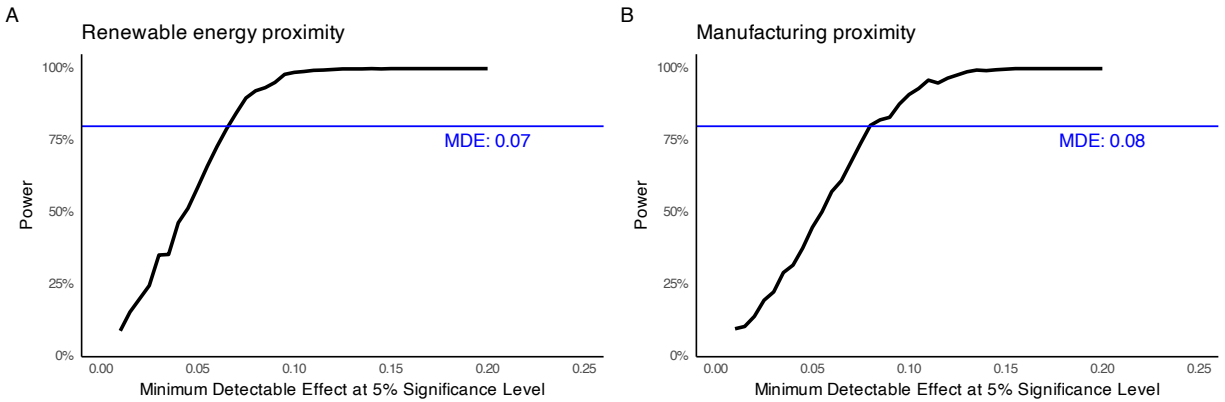 A
Renewable energy proximity
100%
75%
50%
25%
0%
Power
MDE: 0.07
0.00 0.05 0.10 0.15 0.20 0.25
Minimum Detectable Effect at 5% Significance Level
B
Manufacturing proximity
100%
75%
50%
25%
0%
Power
MDE: 0.08
0.00 0.05 0.10 0.15 0.20 0.25
Minimum Detectable Effect at 5% Significance Level